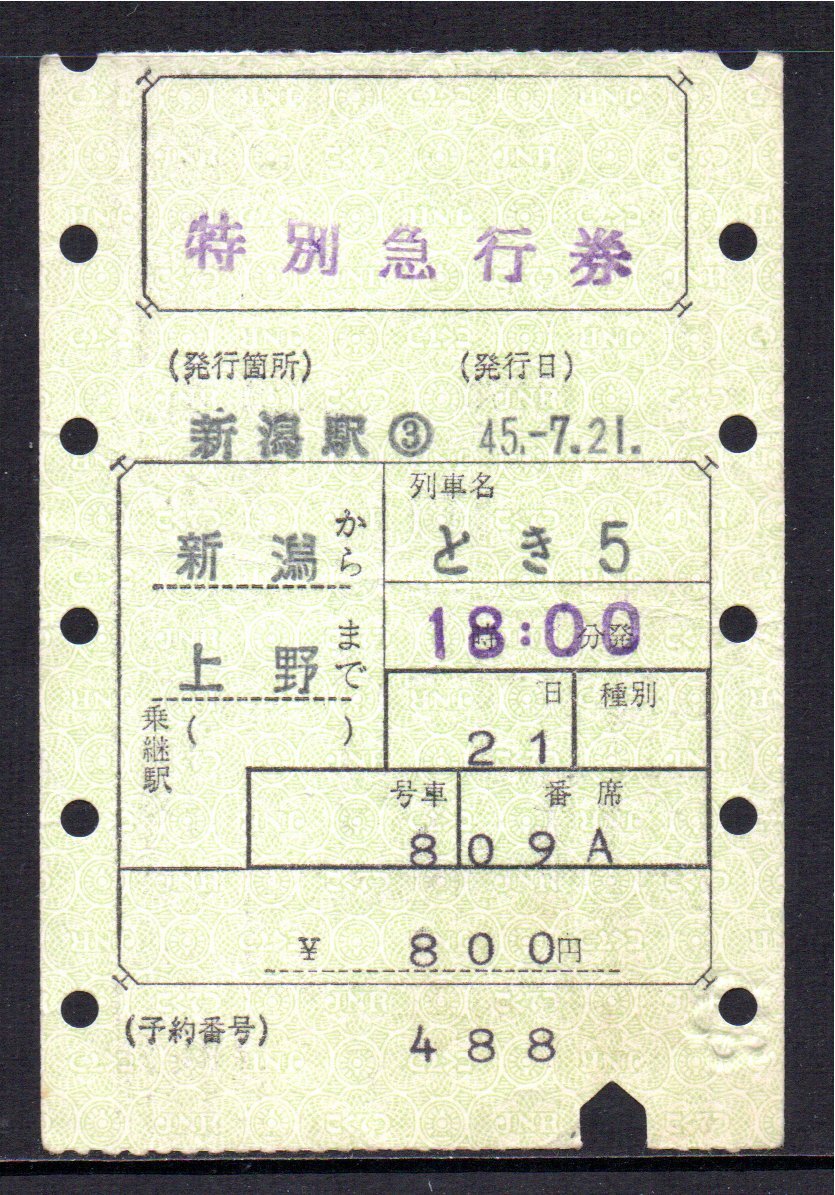 特別急行券
(発行箇所) (発行日)
新潟駅③ 45.-7.21.
列車名
新潟から とき5
18:00
時 分発
上野まで
日 種別
21
乗継駅 ( )
号車 番席
8 09A
¥ 800円
(予約番号) 488